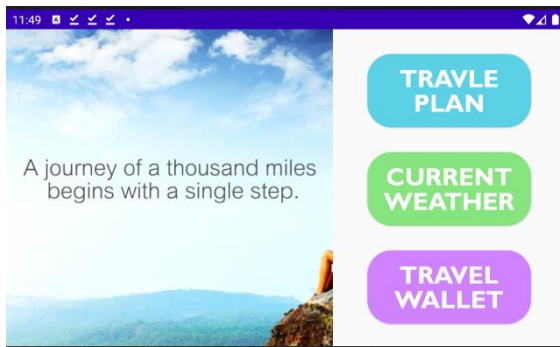 11:49
A journey of a thousand miles
begins with a single step.
TRAVLE
PLAN
CURRENT
WEATHER
TRAVEL
WALLET